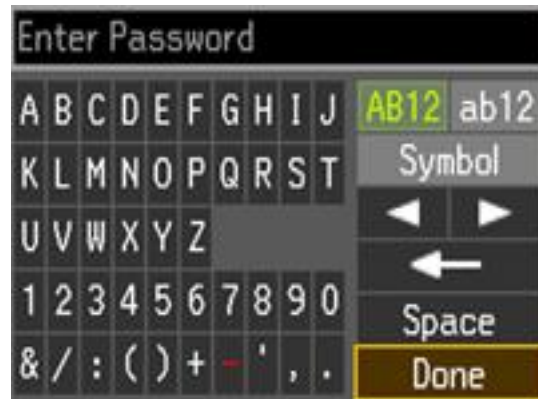 Enter Password
A B C D E F G H I J
AB12 ab12
K L M N O P Q R S T
Symbol
U V W X Y Z
1 2 3 4 5 6 7 8 9 0
Space
& / : ( ) + - ' , .
Done